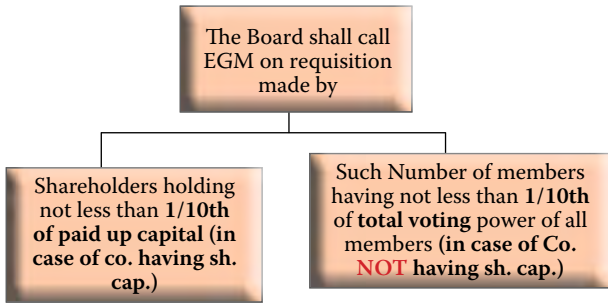 The Board shall call
EGM on requisition
made by
Shareholders holding
not less than 1/10th
of paid up capital (in
case of co. having sh.
cap.)
Such Number of members
having not less than 1/10th
of total voting power of all
members (in case of Co.
NOT having sh. cap.)